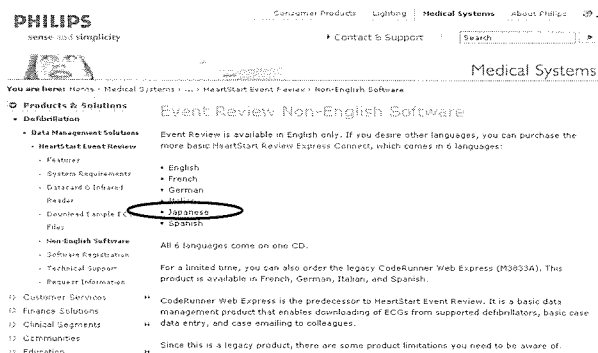 Consumer Products Lighting Medical Systems About Philips
PHILIPS
sense and simplicity
Contact & Support Search
Medical Systems
You are here: Home › Medical Systems › ... › HeartStart Event Review › Non-English Software
Products & Solutions
Defibrillation
Data Management Solutions
HeartStart Event Review
Features
System Requirements
Datacard & Infrared
Reader
Download Sample
Files
Non-English Software
Software Registration
Technical Support
Request Information
Customer Services
Finance Solutions
Clinical Segments
Communities
Education
Event Review Non-English Software
Event Review is available in English only. If you desire other languages, you can purchase the
more basic HeartStart Review Express Connect, which comes in 6 languages:
• English
• French
• German
• Italian
• Japanese
• Spanish
All 6 languages come on one CD.
For a limited time, you can also order the legacy CodeRunner Web Express (M3833A). This
product is available in French, German, Italian, and Spanish.
CodeRunner Web Express is the predecessor to HeartStart Event Review. It is a basic data
management product that enables downloading of ECGs from supported defibrillators, basic case
data entry, and case emailing to colleagues.
Since this is a legacy product, there are some product limitations you need to be aware of.